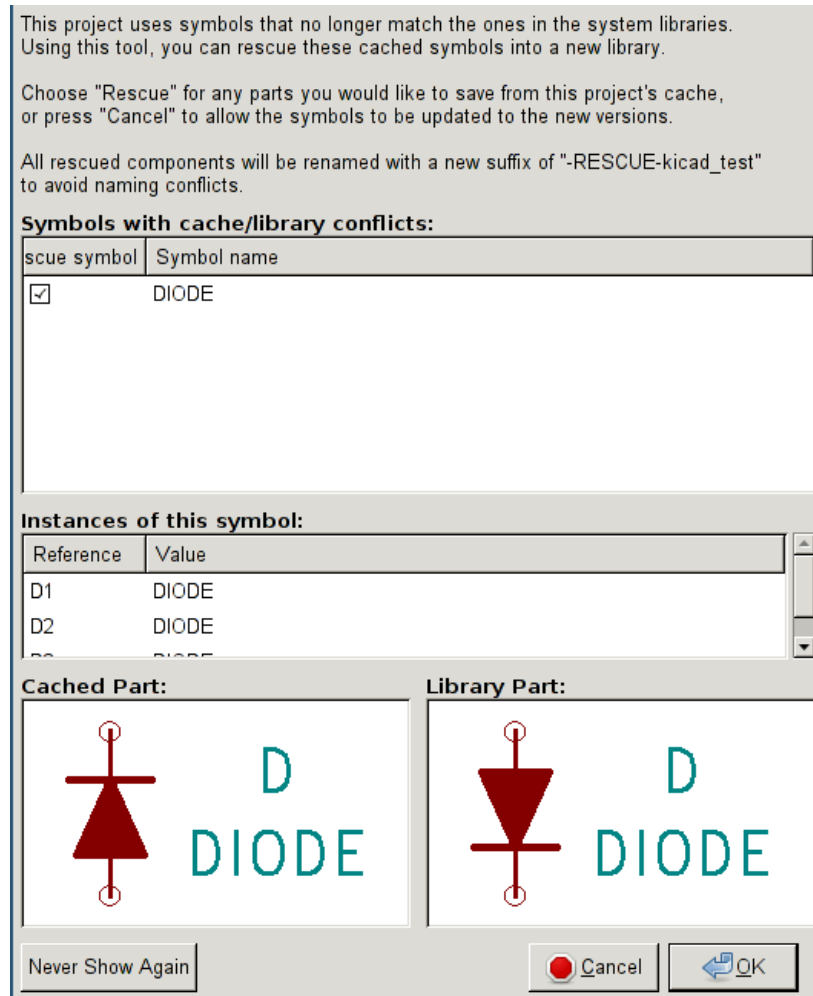 This project uses symbols that no longer match the ones in the system libraries.
Using this tool, you can rescue these cached symbols into a new library.
Choose "Rescue" for any parts you would like to save from this project's cache,
or press "Cancel" to allow the symbols to be updated to the new versions.
All rescued components will be renamed with a new suffix of "-RESCUE-kicad_test"
to avoid naming conflicts.
Symbols with cache/library conflicts:
scue symbol Symbol name
DIODE
Instances of this symbol:
Reference Value
D1 DIODE
D2 DIODE
Cached Part: Library Part:
D D
DIODE DIODE
Never Show Again Cancel OK